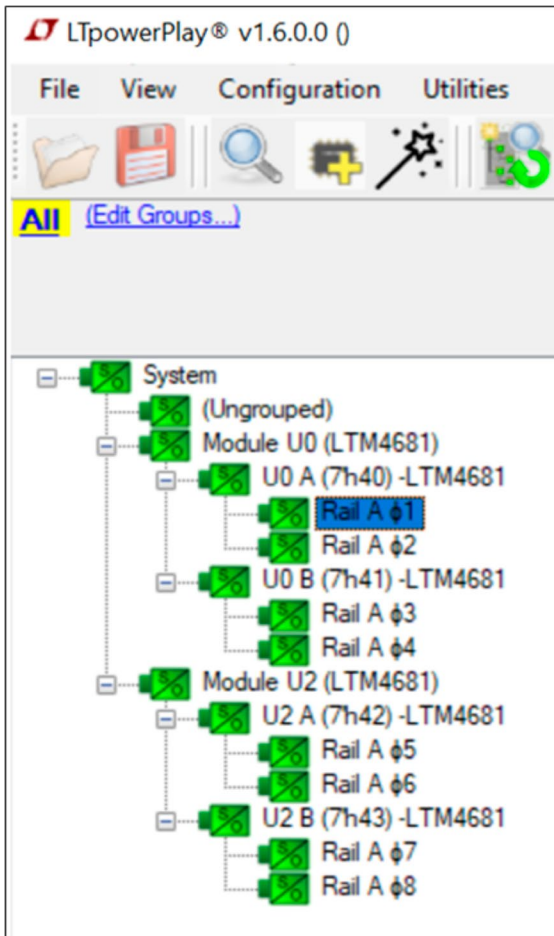 LTpowerPlay® v1.6.0.0 ()
File View Configuration Utilities
All (Edit Groups...)
System
(Ungrouped)
Module U0 (LTM4681)
U0 A (7h40) -LTM4681
Rail A ϕ1
Rail A ϕ2
U0 B (7h41) -LTM4681
Rail A ϕ3
Rail A ϕ4
Module U2 (LTM4681)
U2 A (7h42) -LTM4681
Rail A ϕ5
Rail A ϕ6
U2 B (7h43) -LTM4681
Rail A ϕ7
Rail A ϕ8